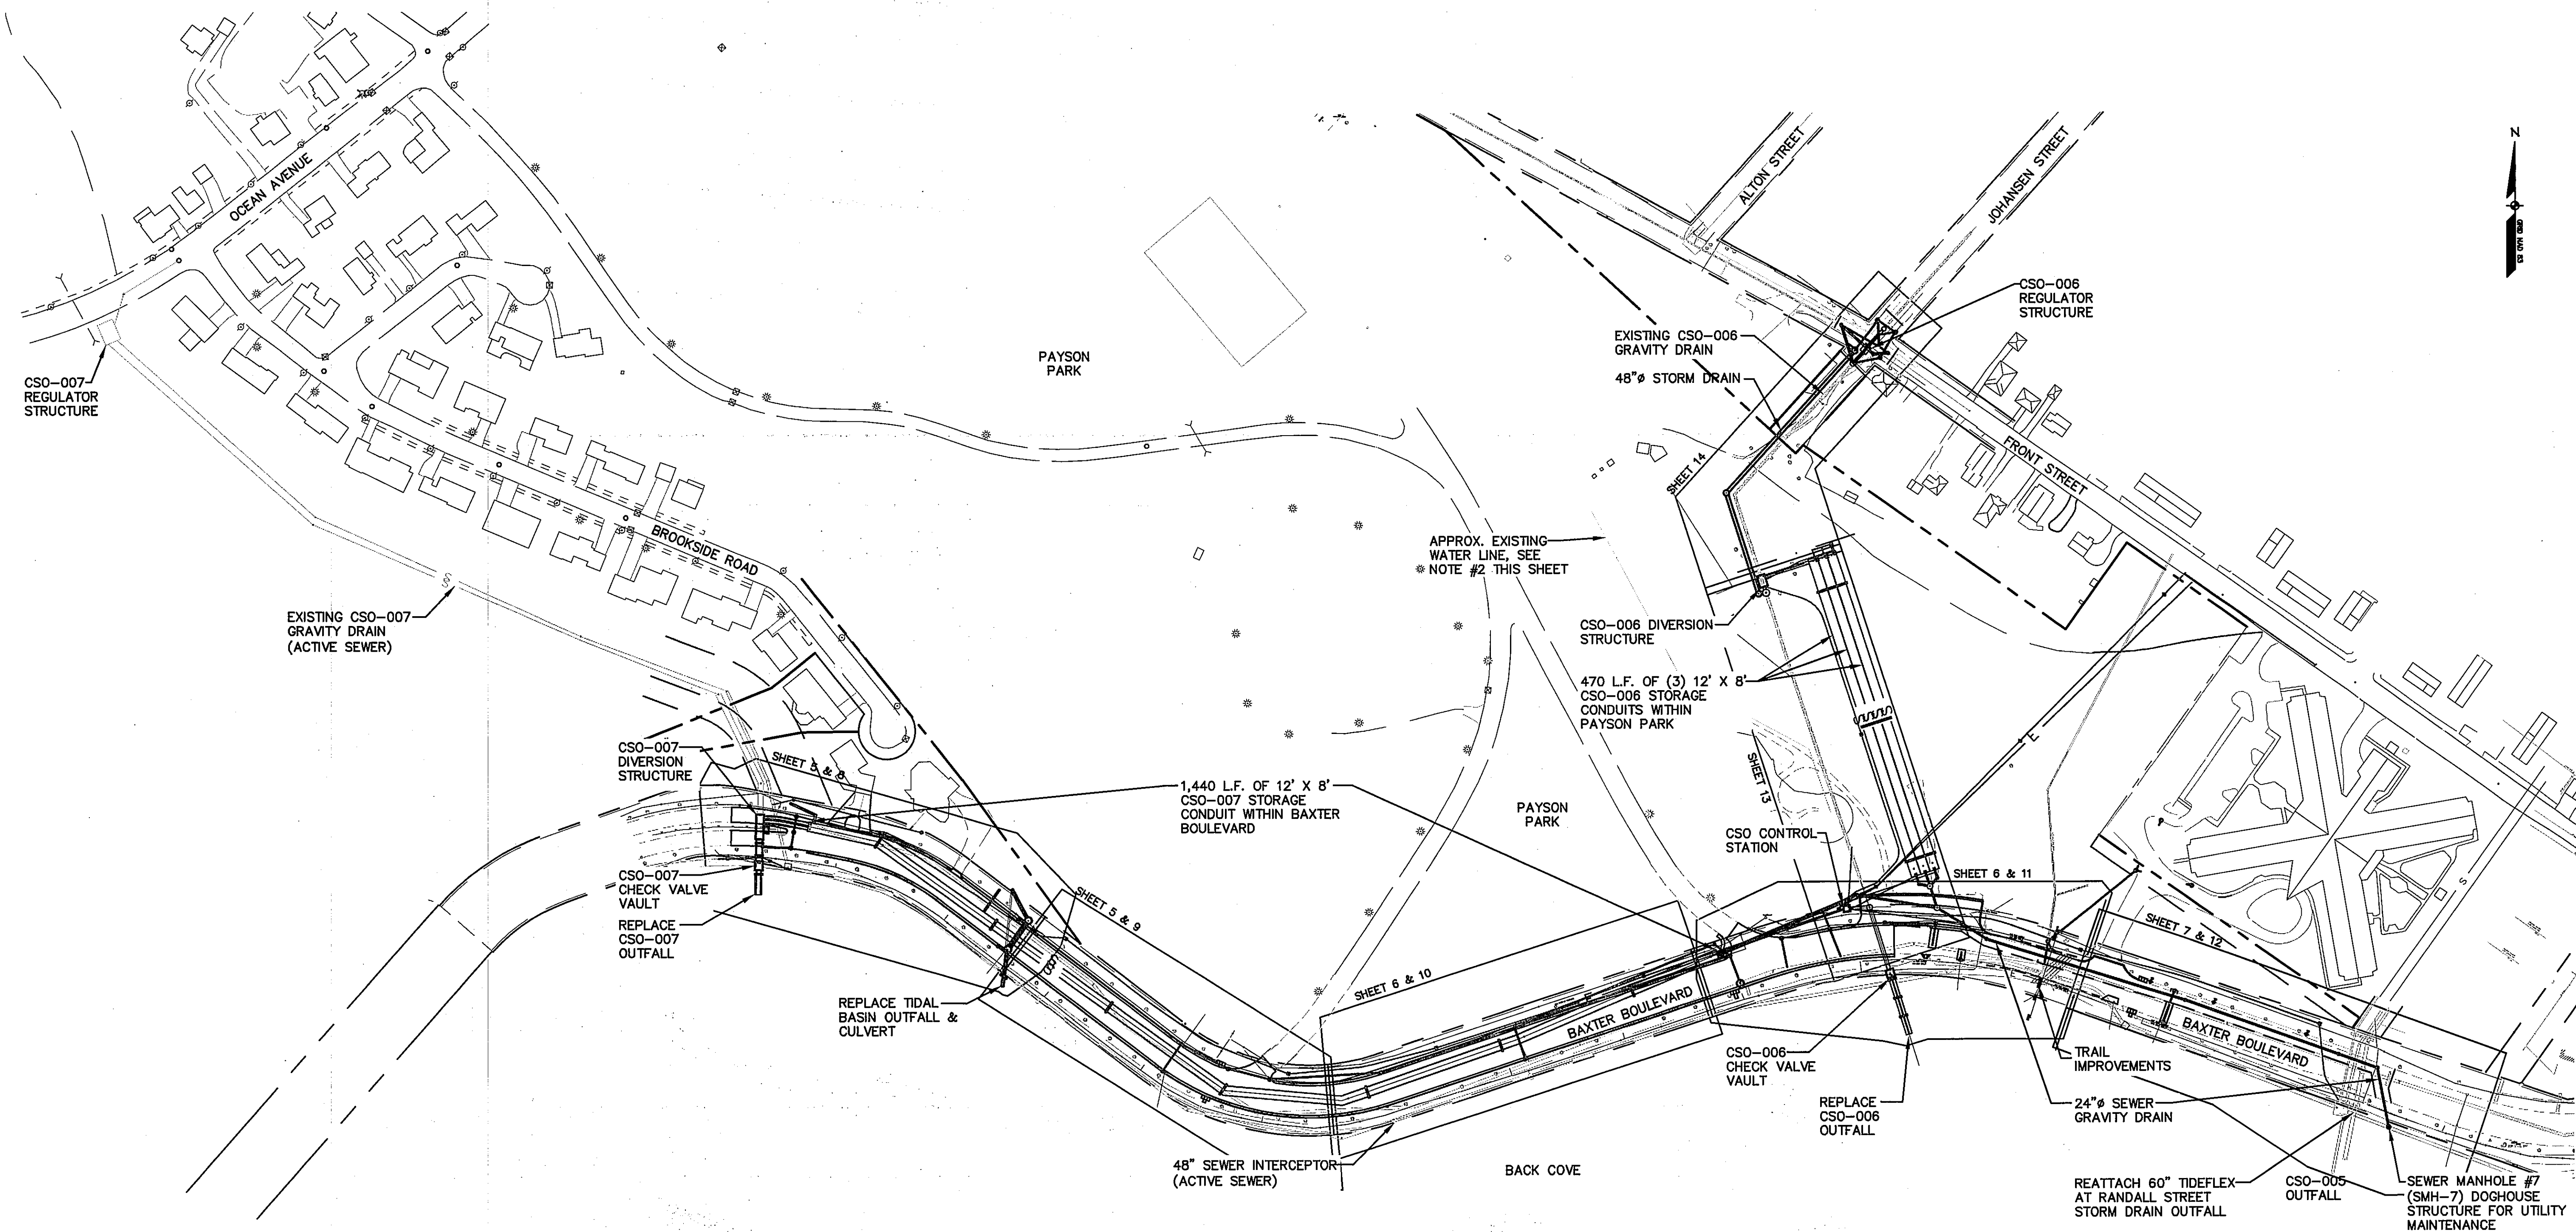 OCEAN AVENUE
CSO-007
REGULATOR
STRUCTURE
PAYSON
PARK
ALTON STREET
JOHANSEN STREET
N
GRID NAD 83
CSO-006
REGULATOR
STRUCTURE
EXISTING CSO-006
GRAVITY DRAIN
48"ø STORM DRAIN
SHEET 14
FRONT STREET
BROOKSIDE ROAD
APPROX. EXISTING
WATER LINE, SEE
NOTE #2 THIS SHEET
S
EXISTING CSO-007
GRAVITY DRAIN
(ACTIVE SEWER)
CSO-006 DIVERSION
STRUCTURE
470 L.F. OF (3) 12' X 8'
CSO-006 STORAGE
CONDUITS WITHIN
PAYSON PARK
E
CSO-007
DIVERSION
STRUCTURE
SHEET 5 & 8
1,440 L.F. OF 12' X 8'
CSO-007 STORAGE
CONDUIT WITHIN BAXTER
BOULEVARD
PAYSON
PARK
SHEET 13
CSO CONTROL
STATION
CSO-007
CHECK VALVE
VAULT
SHEET 6 & 11
S
SHEET 5 & 9
REPLACE
CSO-007
OUTFALL
SHEET 7 & 12
SHEET 6 & 10
REPLACE TIDAL
BASIN OUTFALL &
CULVERT
BAXTER BOULEVARD
BAXTER BOULEVARD
CSO-006
CHECK VALVE
VAULT
TRAIL
IMPROVEMENTS
REPLACE
CSO-006
OUTFALL
24"ø SEWER
GRAVITY DRAIN
48" SEWER INTERCEPTOR
(ACTIVE SEWER)
BACK COVE
REATTACH 60" TIDEFLEX
AT RANDALL STREET
STORM DRAIN OUTFALL
CSO-005
OUTFALL
SEWER MANHOLE #7
(SMH-7) DOGHOUSE
STRUCTURE FOR UTILITY
MAINTENANCE